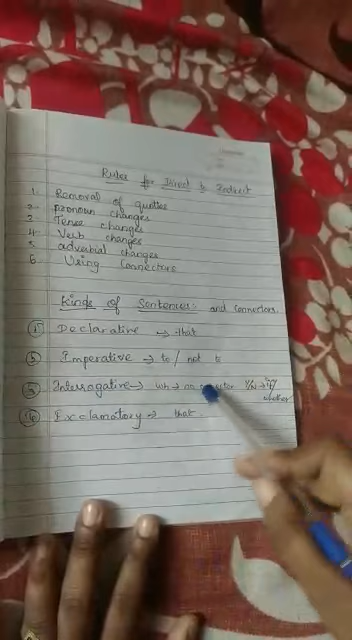 Rules for Direct & Indirect
1. Removal of quotes
2. pronoun changes
3. Tense changes
4. Verb changes
5. adverbial changes
6. Using Connectors
Kinds of Sentences: and connectors.
① Declarative → that
② Imperative → to / not to
③ Interrogative → wh → no Y/N → if/
whether
④ Exclamatory → that.